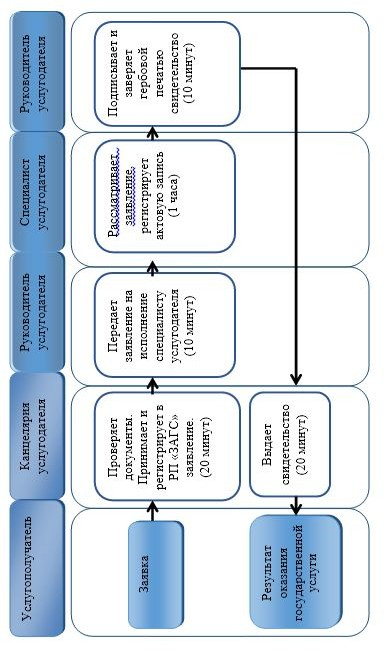 Услугополучатель
Канцелярия
услугодателя
Руководитель
услугодателя
Специалист
услугодателя
Руководитель
услугодателя
Заявка
Проверяет
документы.
Принимает и
регистрирует в
РП «ЗАГС»
заявление.
(20 минут)
Передает
заявление на
исполнение
специалисту
услугодателя
(10 минут)
Рассматривает
заявление,
регистрирует
актовую запись
(1 часа)
Подписывает и
заверяет
гербовой
печатью
свидетельство
(10 минут)
Выдает
свидетельство
(20 минут)
Результат
оказания
государственной
услуги